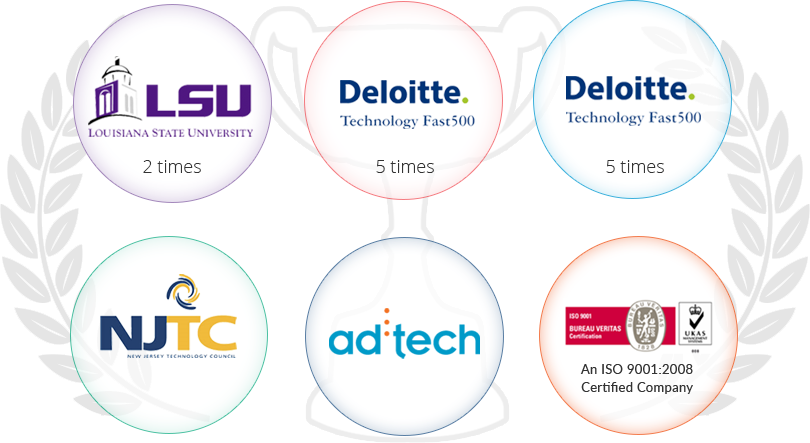 LSU
LOUISIANA STATE UNIVERSITY
2 times
Deloitte.
Technology Fast500
5 times
Deloitte.
Technology Fast500
5 times
NJTC
NEW JERSEY TECHNOLOGY COUNCIL
ad:tech
ISO 9001
BUREAU VERITAS
Certification
BUREAU VERITAS
1828
UKAS
MANAGEMENT
SYSTEMS
008
An ISO 9001:2008
Certified Company